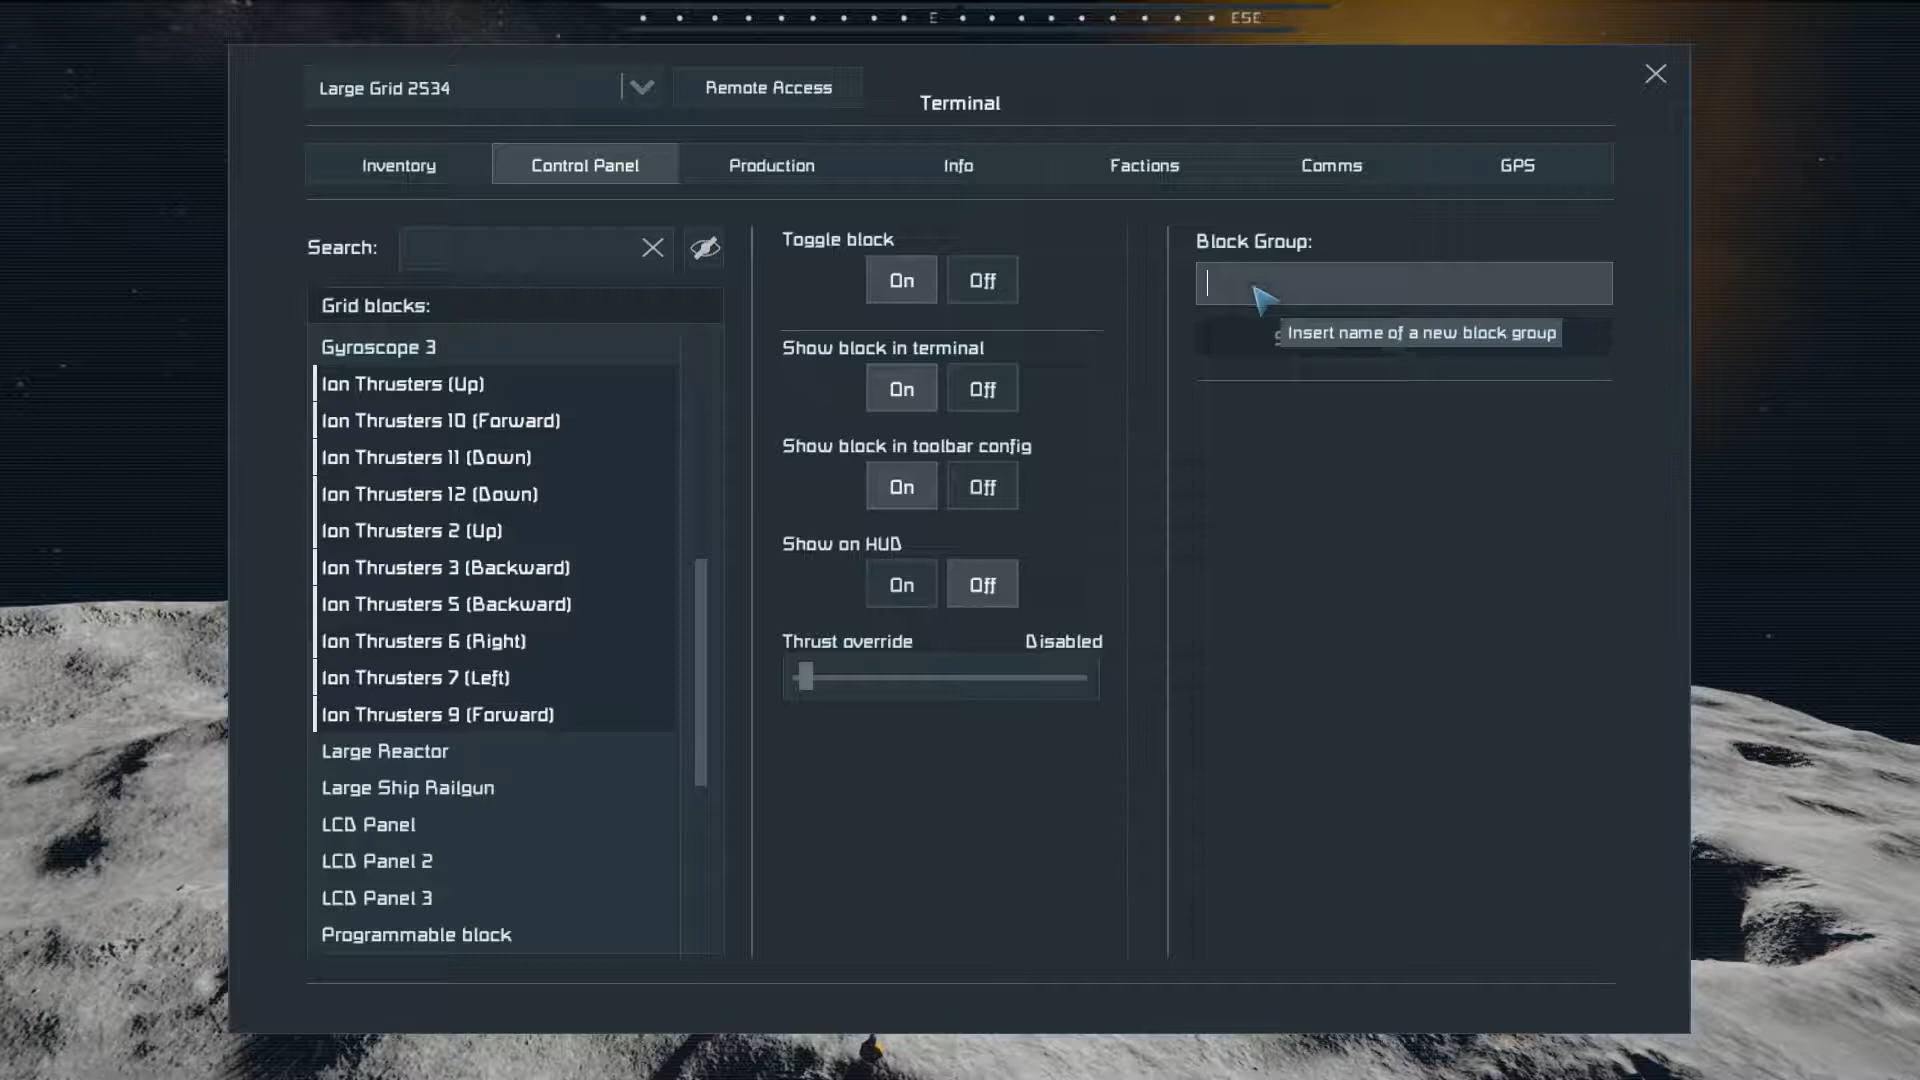 E
ESE
Large Grid 2534
Remote Access
Terminal
Inventory
Control Panel
Production
Info
Factions
Comms
GPS
Search:
Grid blocks:
Gyroscope 3
Ion Thrusters (Up)
Ion Thrusters 10 (Forward)
Ion Thrusters 11 (Down)
Ion Thrusters 12 (Down)
Ion Thrusters 2 (Up)
Ion Thrusters 3 (Backward)
Ion Thrusters 5 (Backward)
Ion Thrusters 6 (Right)
Ion Thrusters 7 (Left)
Ion Thrusters 9 (Forward)
Large Reactor
Large Ship Railgun
LCD Panel
LCD Panel 2
LCD Panel 3
Programmable block
Toggle block
On
Off
Show block in terminal
On
Off
Show block in toolbar config
On
Off
Show on HUD
On
Off
Thrust override
Disabled
Block Group:
Insert name of a new block group